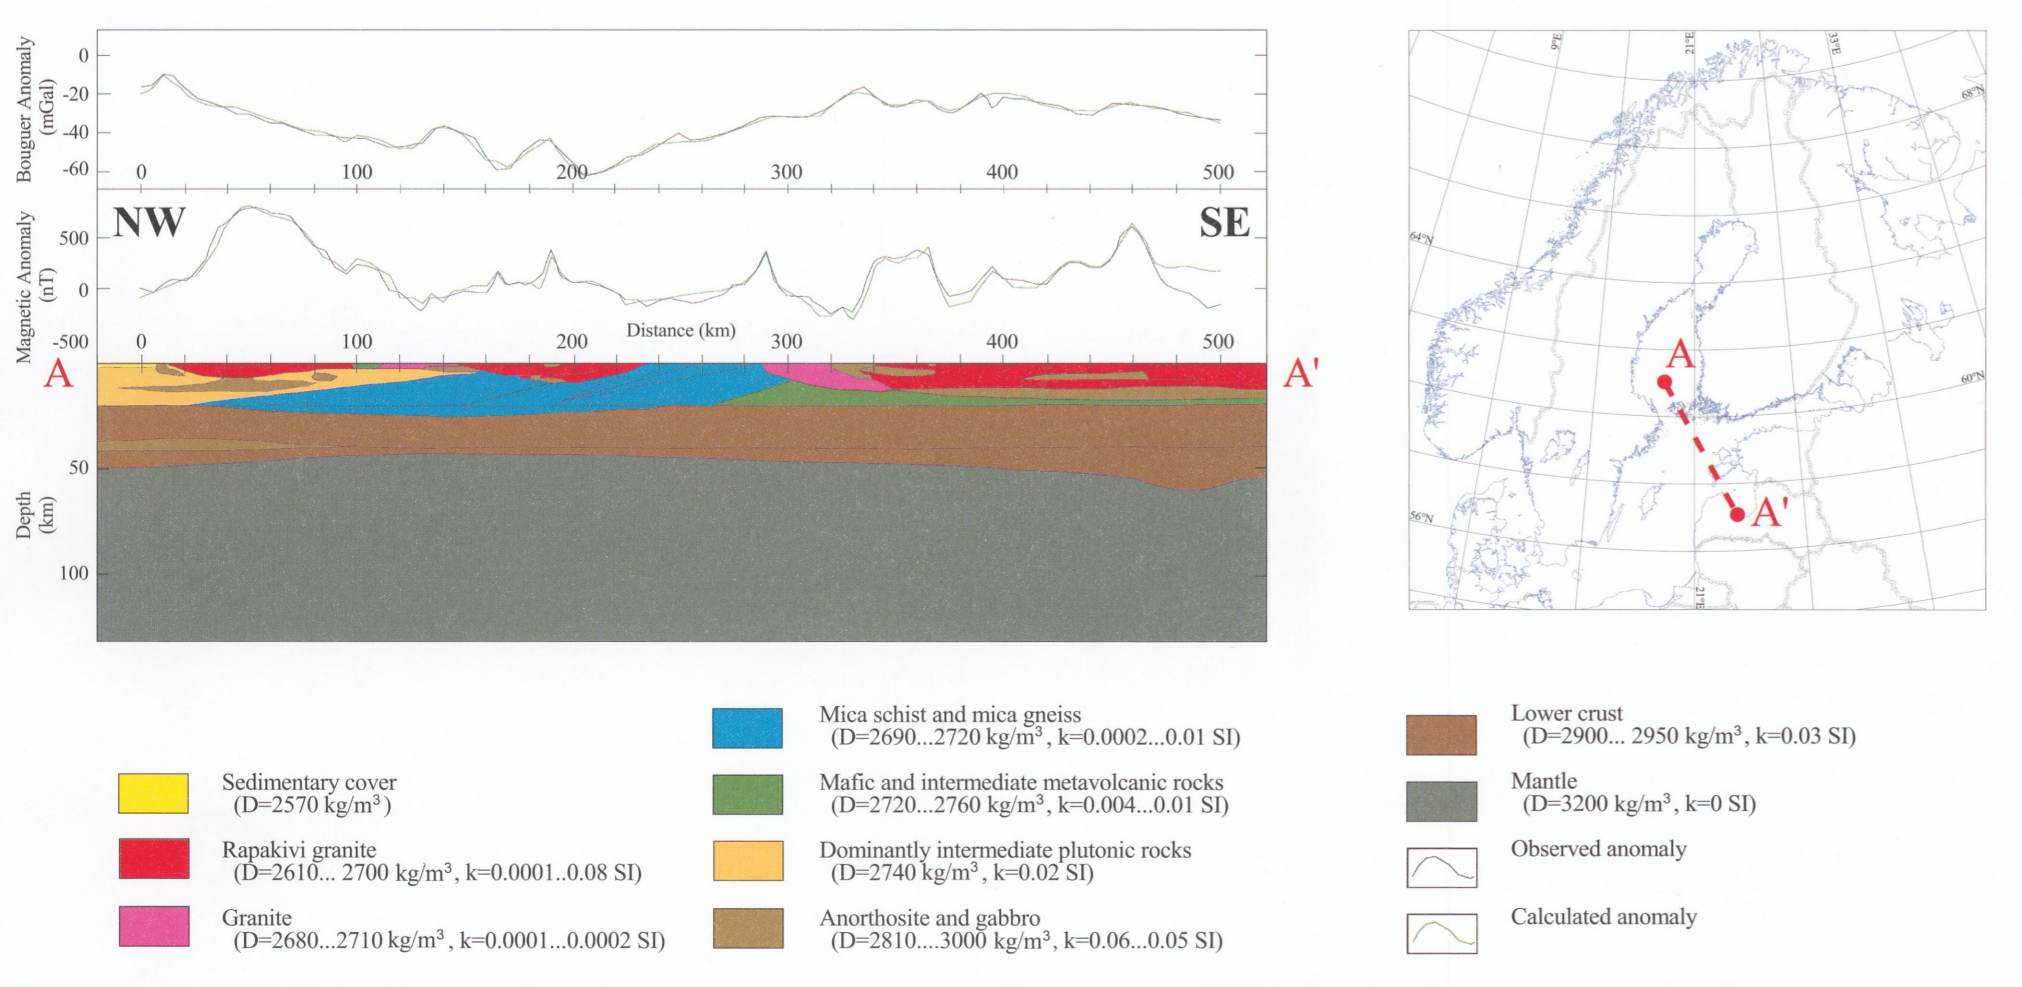 Bouguer Anomaly
(mGal)
0
-20
-40
-60
0 100 200 300 400 500
NW SE
Magnetic Anomaly
(nT)
500
0
-500
Distance (km)
0 100 200 300 400 500
A A'
Depth
(km)
50
100
9°E 21°E 33°E
68°N
64°N
60°N
56°N
21°E
A
A'
Sedimentary cover
(D=2570 kg/m³)
Rapakivi granite
(D=2610... 2700 kg/m³, k=0.0001..0.08 SI)
Granite
(D=2680...2710 kg/m³, k=0.0001...0.0002 SI)
Mica schist and mica gneiss
(D=2690...2720 kg/m³, k=0.0002...0.01 SI)
Mafic and intermediate metavolcanic rocks
(D=2720...2760 kg/m³, k=0.004...0.01 SI)
Dominantly intermediate plutonic rocks
(D=2740 kg/m³, k=0.02 SI)
Anorthosite and gabbro
(D=2810....3000 kg/m³, k=0.06...0.05 SI)
Lower crust
(D=2900... 2950 kg/m³, k=0.03 SI)
Mantle
(D=3200 kg/m³, k=0 SI)
Observed anomaly
Calculated anomaly